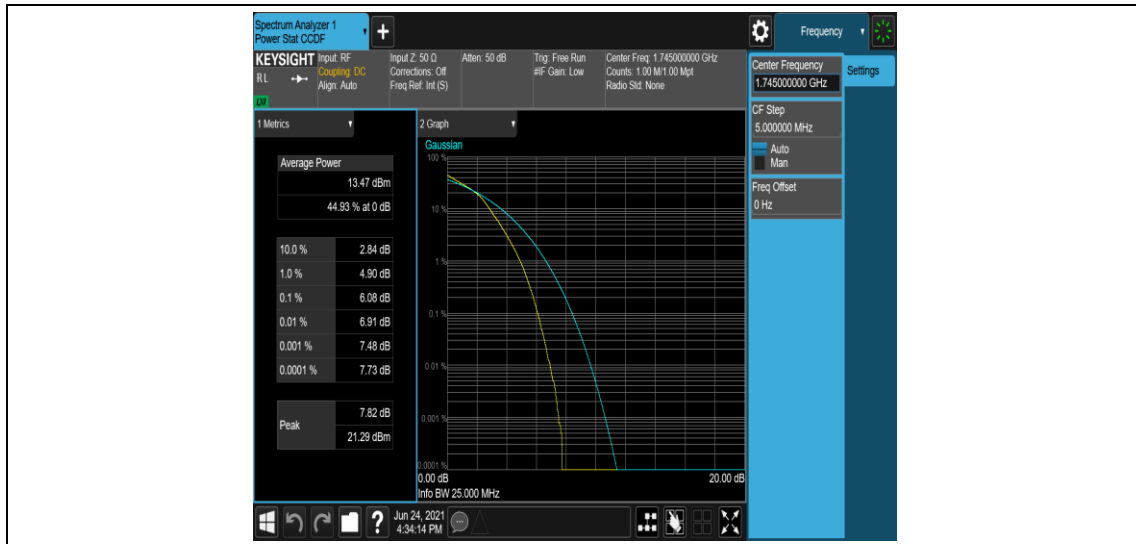 Spectrum Analyzer 1
Power Stat CCDF
+
Frequency
KEYSIGHT
RL
LXI
Input: RF
Coupling: DC
Align: Auto
Input Z: 50 Ω
Corrections: Off
Freq Ref: Int (S)
Atten: 50 dB
Trig: Free Run
#IF Gain: Low
Center Freq: 1.745000000 GHz
Counts: 1.00 M/1.00 Mpt
Radio Std: None
Center Frequency
1.745000000 GHz
Settings
CF Step
5.000000 MHz
Auto
Man
Freq Offset
0 Hz
1 Metrics
Average Power
13.47 dBm
44.93 % at 0 dB
10.0 % 2.84 dB
1.0 % 4.90 dB
0.1 % 6.08 dB
0.01 % 6.91 dB
0.001 % 7.48 dB
0.0001 % 7.73 dB
Peak 7.82 dB
21.29 dBm
2 Graph
Gaussian
100 %
10 %
1 %
0.1 %
0.01 %
0.001 %
0.0001 %
0.00 dB 20.00 dB
Info BW 25.000 MHz
?
Jun 24, 2021
4:34:14 PM